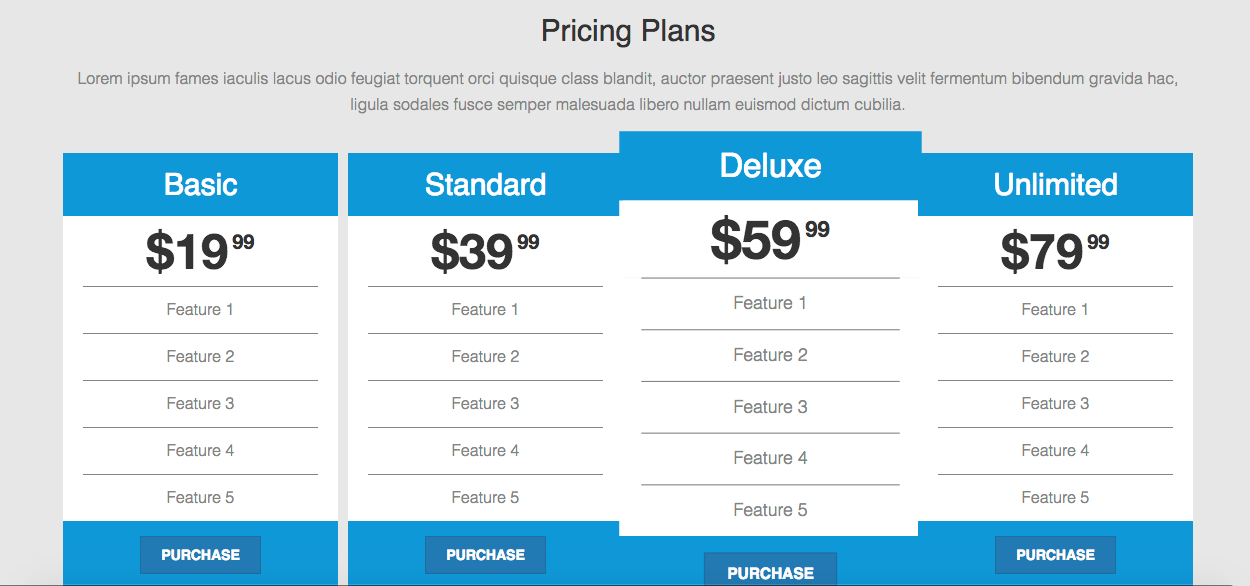 Pricing Plans
Lorem ipsum fames iaculis lacus odio feugiat torquent orci quisque class blandit, auctor praesent justo leo sagittis velit fermentum bibendum gravida hac,
ligula sodales fusce semper malesuada libero nullam euismod dictum cubilia.
Basic
$19 99
Feature 1
Feature 2
Feature 3
Feature 4
Feature 5
PURCHASE
Standard
$39 99
Feature 1
Feature 2
Feature 3
Feature 4
Feature 5
PURCHASE
Deluxe
$59 99
Feature 1
Feature 2
Feature 3
Feature 4
Feature 5
PURCHASE
Unlimited
$79 99
Feature 1
Feature 2
Feature 3
Feature 4
Feature 5
PURCHASE